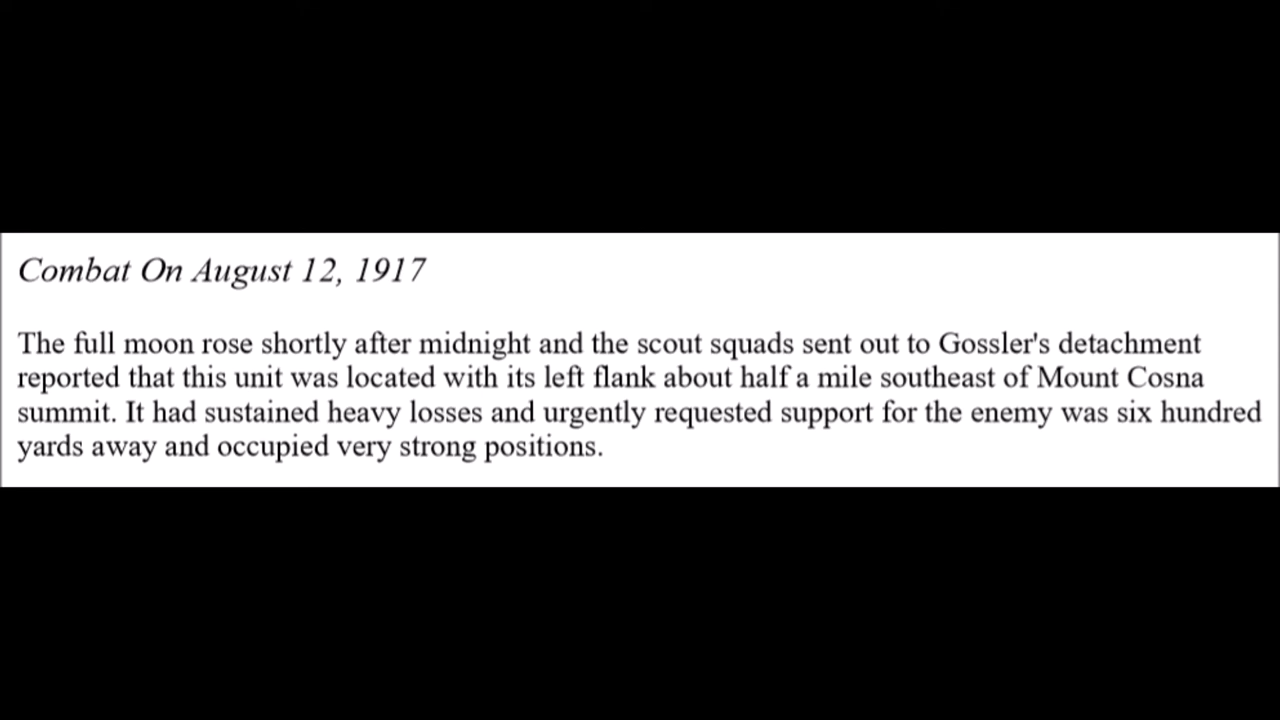 Combat On August 12, 1917
The full moon rose shortly after midnight and the scout squads sent out to Gossler's detachment
reported that this unit was located with its left flank about half a mile southeast of Mount Cosna
summit. It had sustained heavy losses and urgently requested support for the enemy was six hundred
yards away and occupied very strong positions.